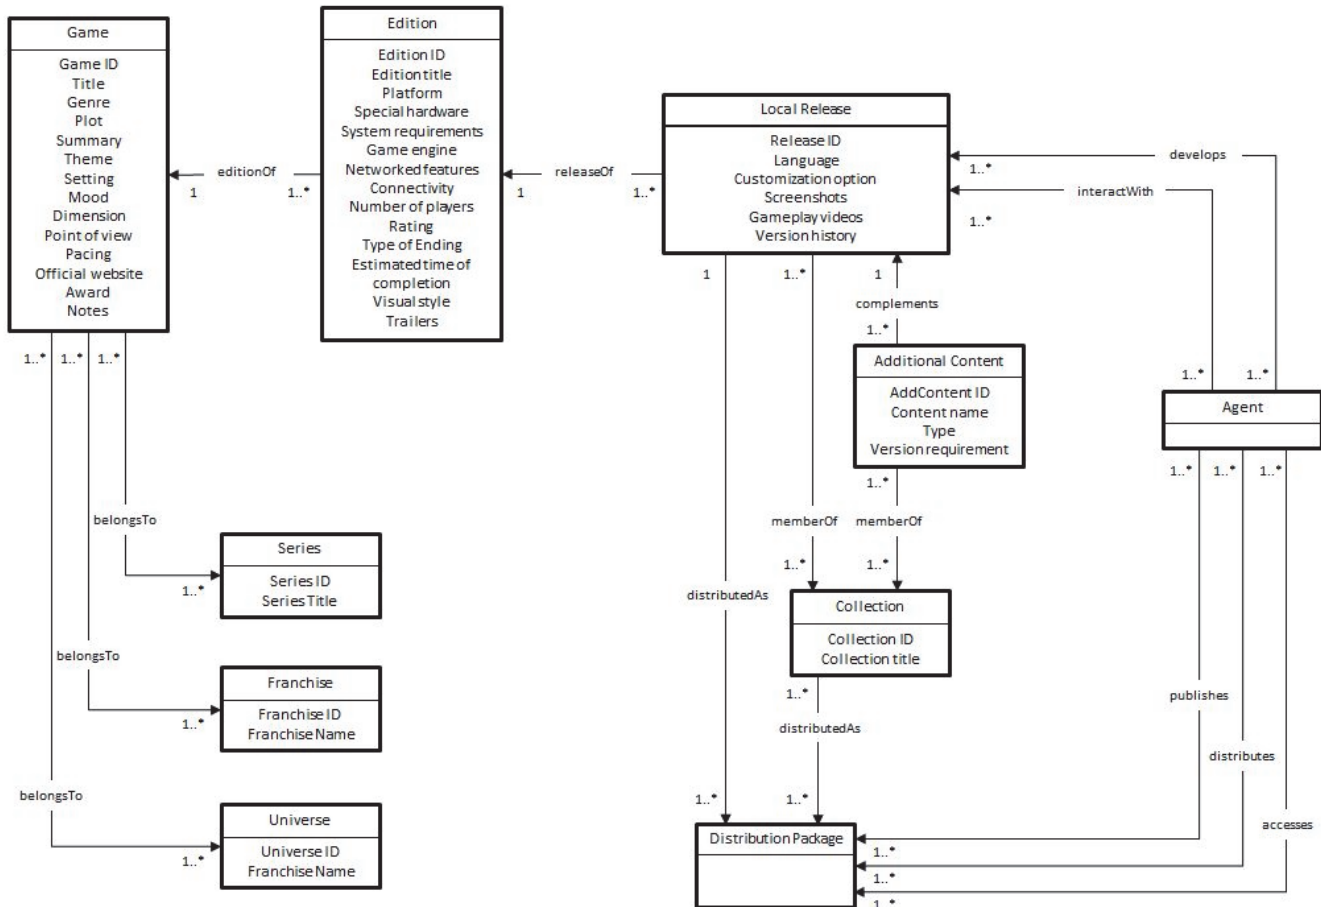 Game
Game ID
Title
Genre
Plot
Summary
Theme
Setting
Mood
Dimension
Point of view
Pacing
Official website
Award
Notes
Edition
Edition ID
Edition title
Platform
Special hardware
System requirements
Game engine
Networked features
Connectivity
Number of players
Rating
Type of Ending
Estimated time of
completion
Visual style
Trailers
Local Release
Release ID
Language
Customization option
Screenshots
Gameplay videos
Version history
editionOf
1
1..*
releaseOf
1
1..*
develops
1..*
interactWith
1..*
1
1..*
1
complements
1..*
Additional Content
AddContent ID
Content name
Type
Version requirement
1..*
1..*
Agent
1..*
1..*
1..*
1..*
1..*
1..*
1..*
belongsTo
memberOf
memberOf
Series
Series ID
Series Title
1..*
1..*
1..*
distributedAs
Collection
Collection ID
Collection title
belongsTo
Franchise
Franchise ID
Franchise Name
1..*
1..*
publishes
distributedAs
distributes
belongsTo
1..*
1..*
Universe
Universe ID
Franchise Name
1..*
Distribution Package
accesses
1..*
1..*
1..*